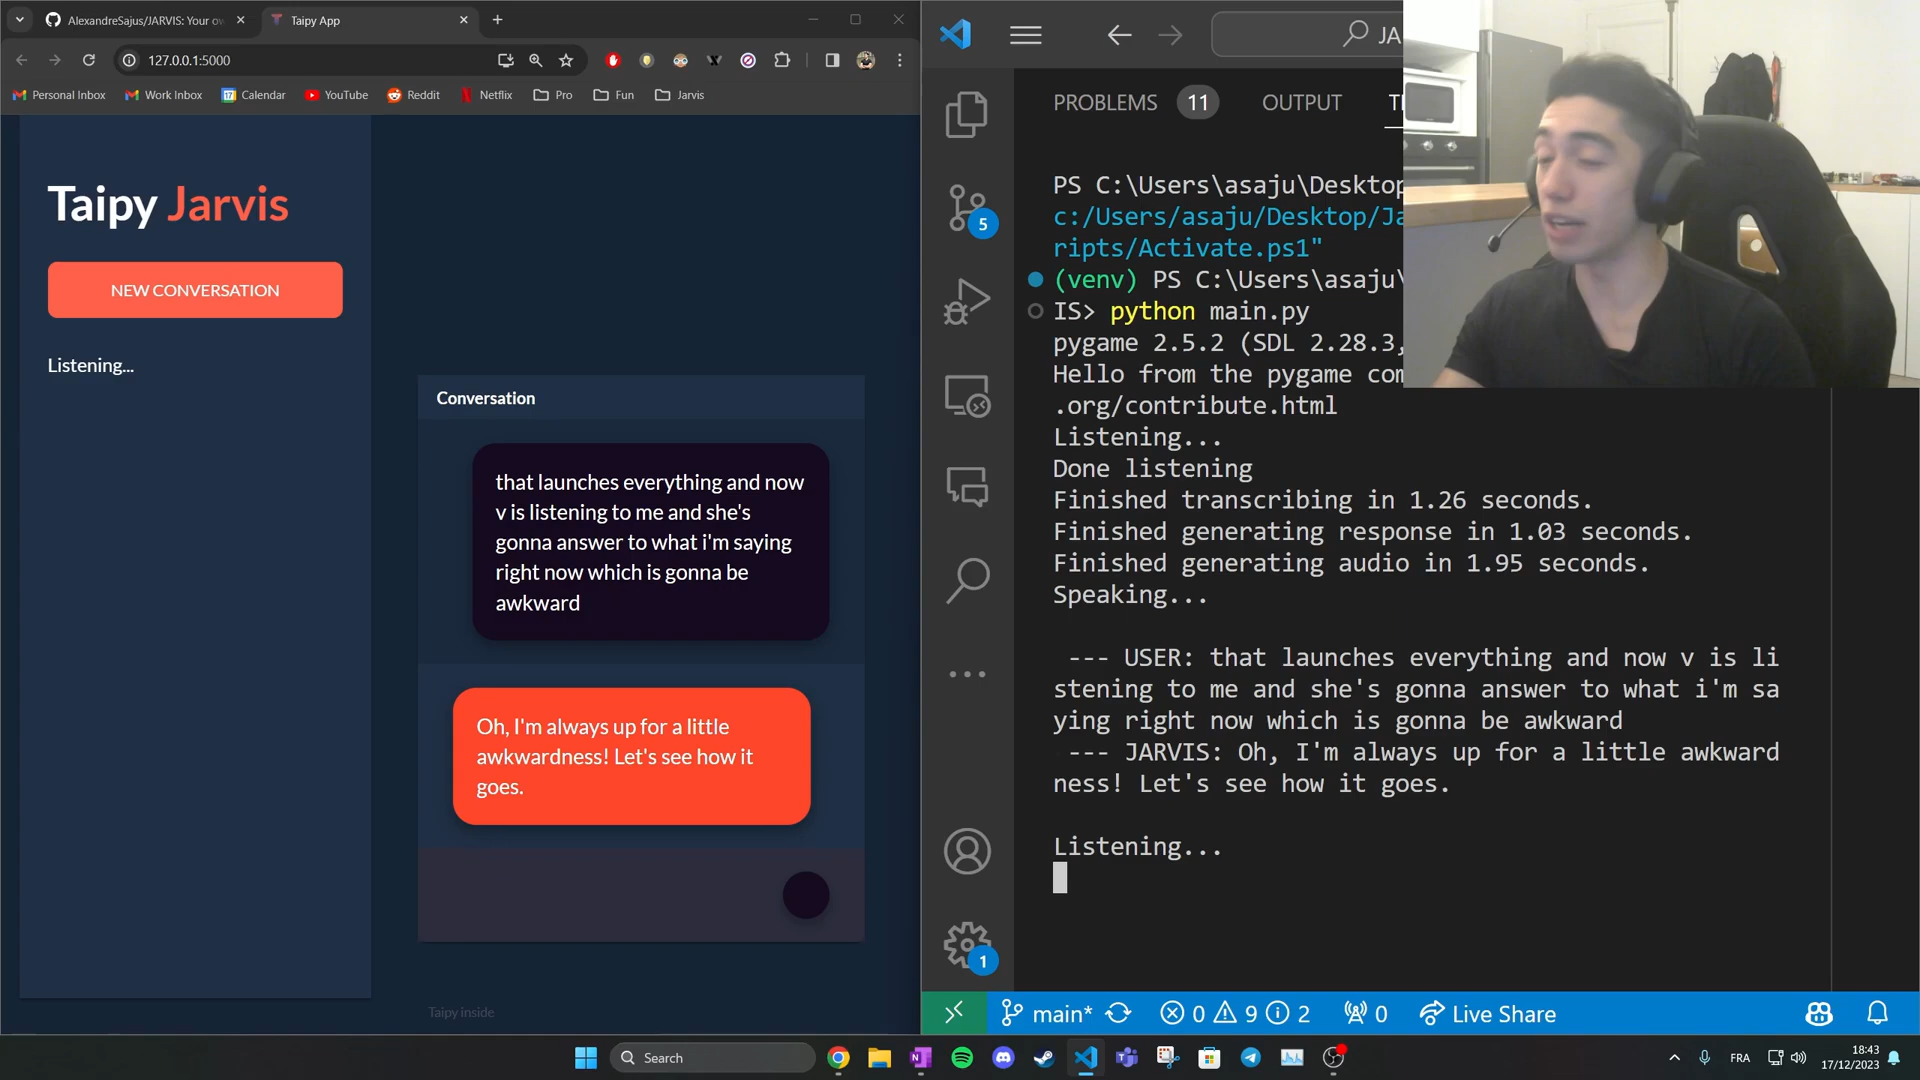 AlexandreSajus/JARVIS: Your ow
Taipy App
127.0.0.1:5000
Personal Inbox
Work Inbox
17
Calendar
YouTube
Reddit
Netflix
Pro
Fun
Jarvis
Taipy Jarvis
NEW CONVERSATION
Listening...
Conversation
that launches everything and now
v is listening to me and she's
gonna answer to what i'm saying
right now which is gonna be
awkward
Oh, I'm always up for a little
awkwardness! Let's see how it
goes.
Taipy inside
JA
PROBLEMS 11 OUTPUT
5
PS C:\Users\asaju\Desktop
c:/Users/asaju/Desktop/Ja
ripts/Activate.ps1"
(venv) PS C:\Users\asaju\
IS> python main.py
pygame 2.5.2 (SDL 2.28.3,
Hello from the pygame com
.org/contribute.html
Listening...
Done listening
Finished transcribing in 1.26 seconds.
Finished generating response in 1.03 seconds.
Finished generating audio in 1.95 seconds.
Speaking...
--- USER: that launches everything and now v is li
stening to me and she's gonna answer to what i'm sa
ying right now which is gonna be awkward
--- JARVIS: Oh, I'm always up for a little awkward
ness! Let's see how it goes.
Listening...
1
main* 0 9 2 0 Live Share
Search
FRA
18:43
17/12/2023